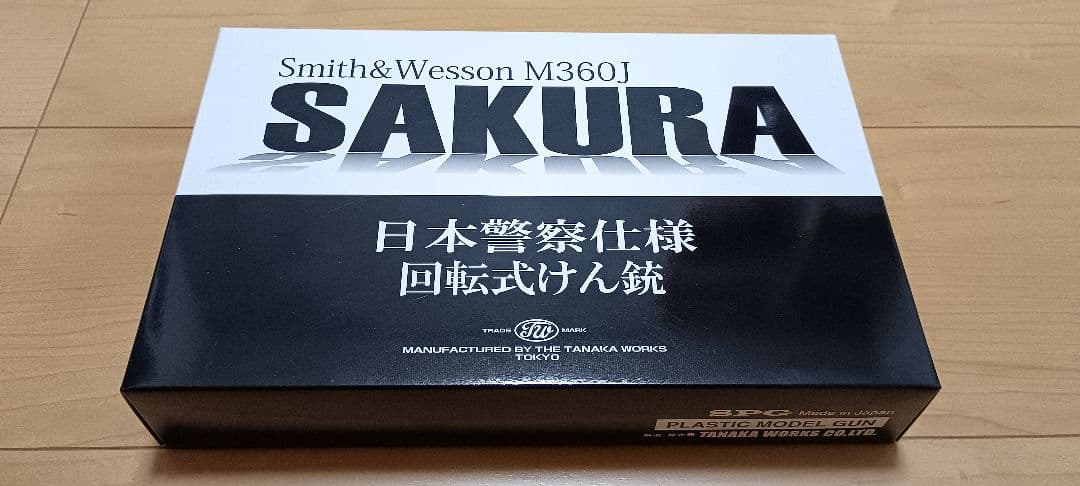 Smith&Wesson M360J
SAKURA
日本警察仕様
回転式けん銃
TRADE TW MARK
MANUFACTURED BY THE TANAKA WORKS
TOKYO
SPG Made in Japan
PLASTIC MODEL GUN
TANAKA WORKS CO.LTD.